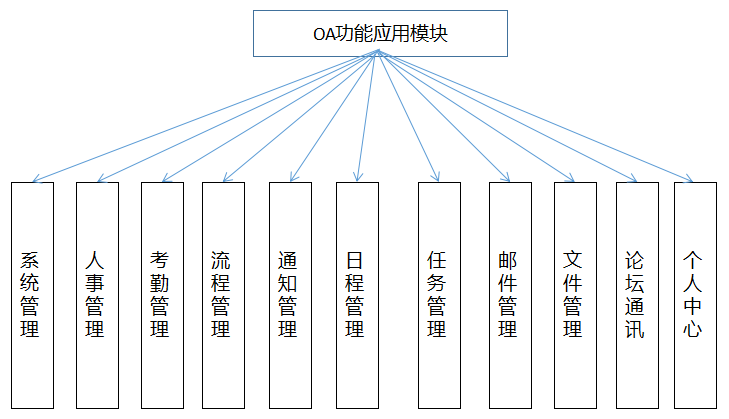 OA功能应用模块
系统管理
人事管理
考勤管理
流程管理
通知管理
日程管理
任务管理
邮件管理
文件管理
论坛通讯
个人中心